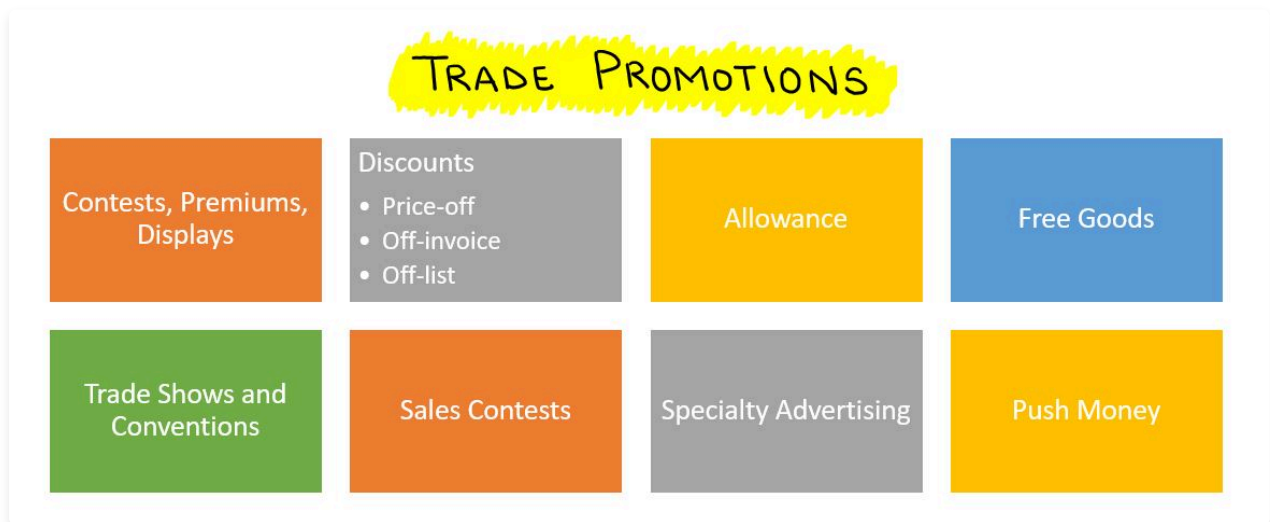 TRADE PROMOTIONS
Contests, Premiums,
Displays
Discounts
• Price-off
• Off-invoice
• Off-list
Allowance
Free Goods
Trade Shows and
Conventions
Sales Contests
Specialty Advertising
Push Money